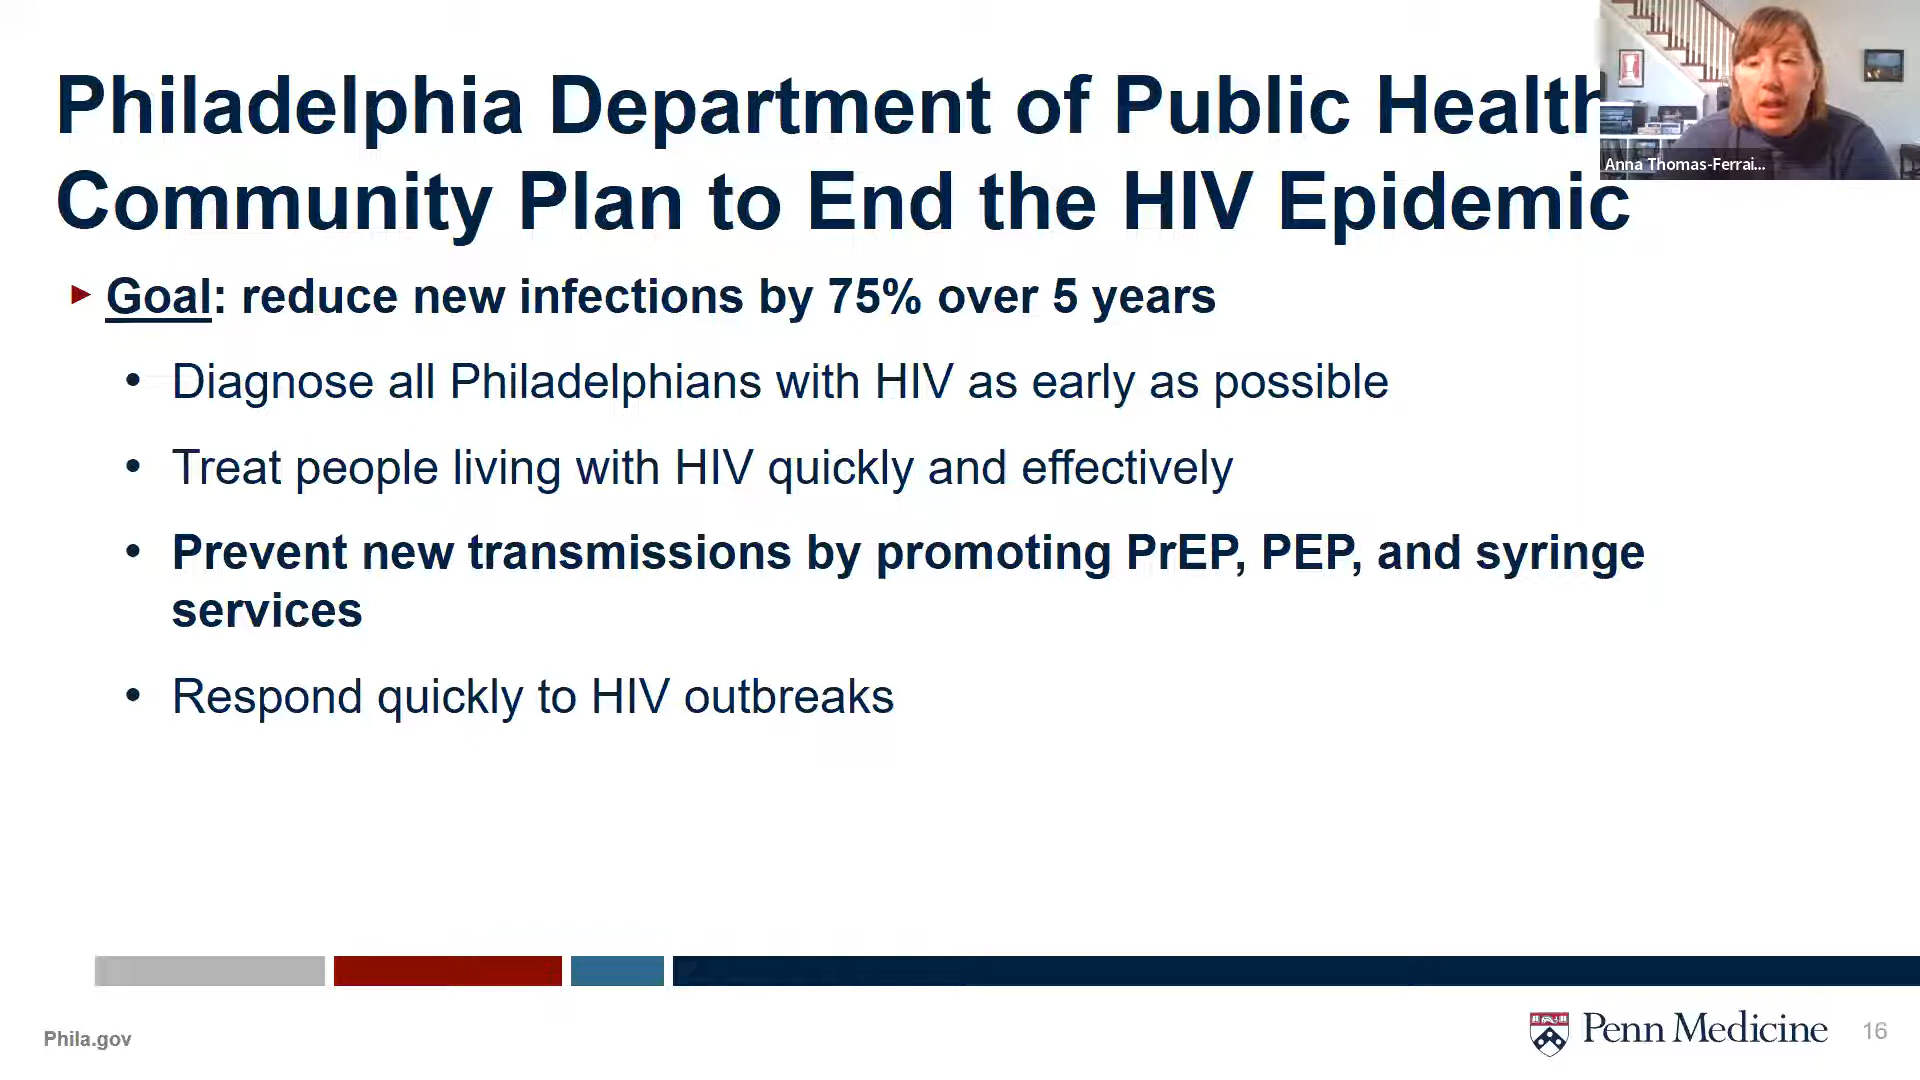 Philadelphia Department of Public Health
Community Plan to End the HIV Epidemic
Anna Thomas-Ferrai...
Goal: reduce new infections by 75% over 5 years
Diagnose all Philadelphians with HIV as early as possible
Treat people living with HIV quickly and effectively
Prevent new transmissions by promoting PrEP, PEP, and syringe
services
Respond quickly to HIV outbreaks
Phila.gov
Penn Medicine
16